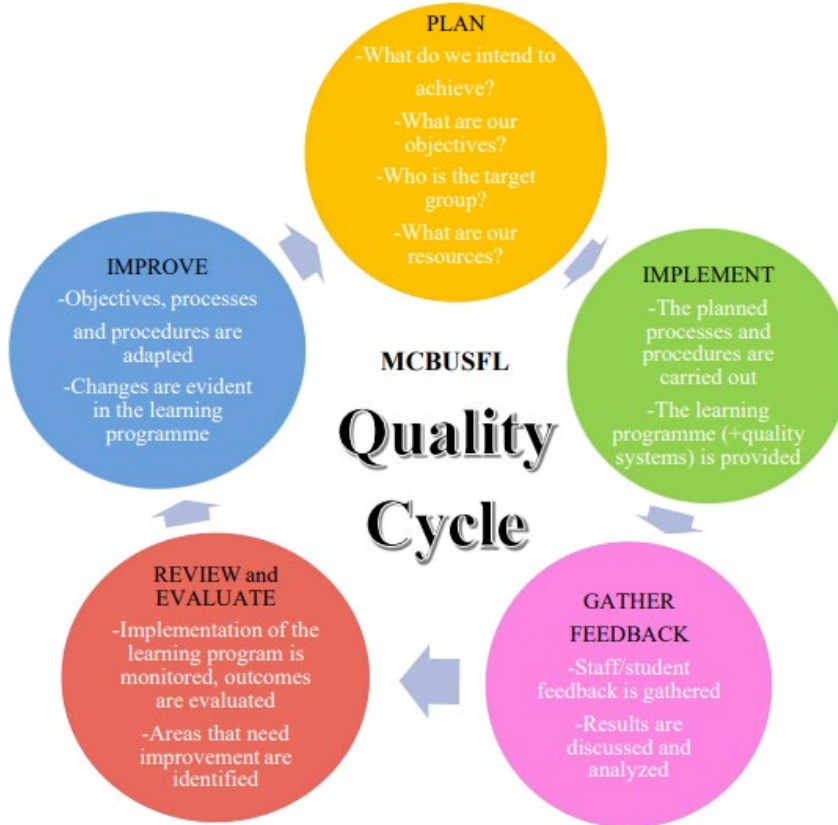 PLAN
-What do we intend to
achieve?
-What are our
objectives?
-Who is the target
group?
-What are our
resources?
IMPLEMENT
-The planned
processes and
procedures are
carried out
-The learning
programme (+quality
systems) is provided
GATHER
FEEDBACK
-Staff/student
feedback is gathered
-Results are
discussed and
analyzed
REVIEW and
EVALUATE
-Implementation of the
learning program is
monitored, outcomes
are evaluated
-Areas that need
improvement are
identified
IMPROVE
-Objectives, processes
and procedures are
adapted
-Changes are evident
in the learning
programme
MCBUSFL
Quality
Cycle